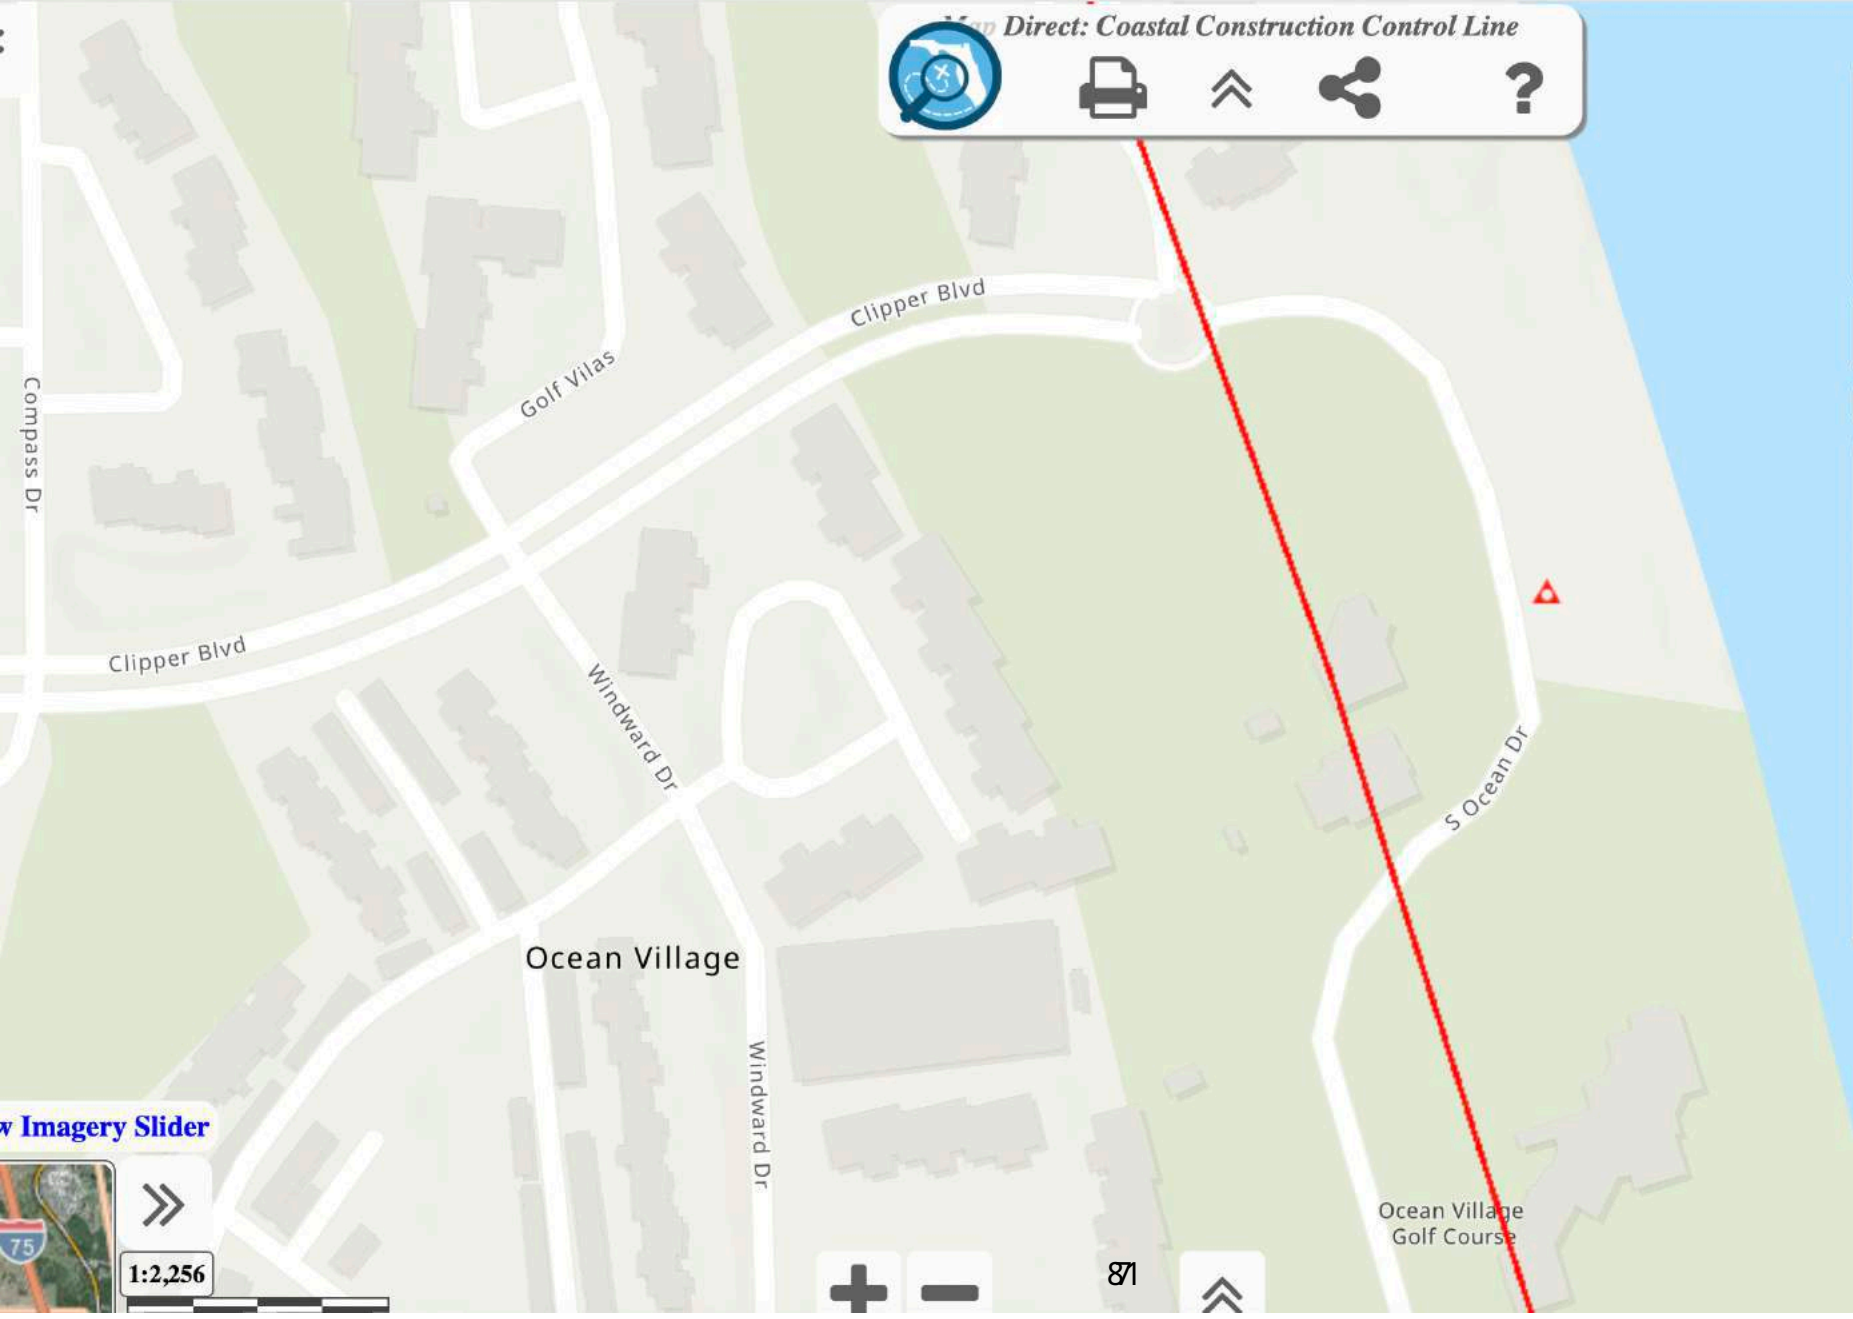 Map Direct: Coastal Construction Control Line
?
Clipper Blvd
Golf Vilas
Compass Dr
Clipper Blvd
Windward Dr
S Ocean Dr
Ocean Village
Windward Dr
w Imagery Slider
75
1:2,256
Ocean Village
Golf Course